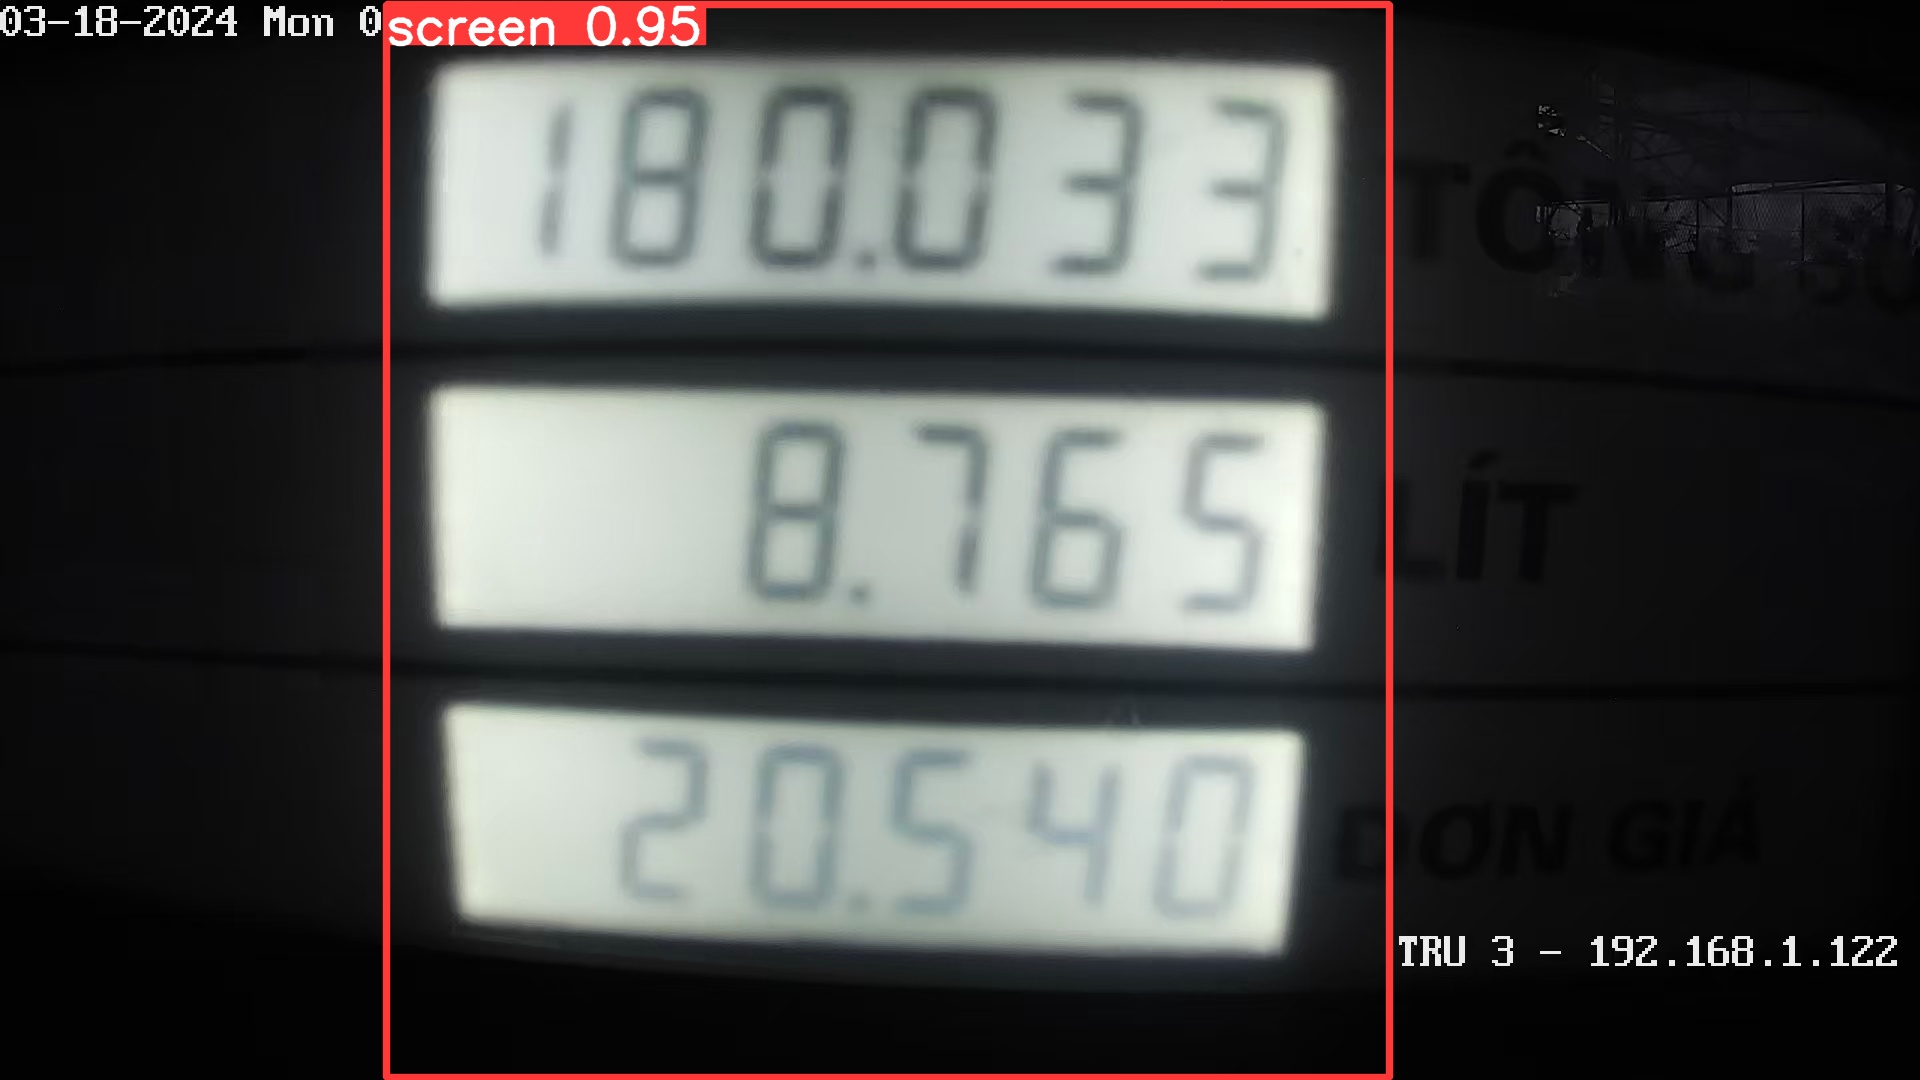 03-18-2024 Mon 0
screen 0.95
180.033
TỔNG SỐ
8.765
LÍT
20.540
ĐƠN GIÁ
TRU 3 - 192.168.1.122